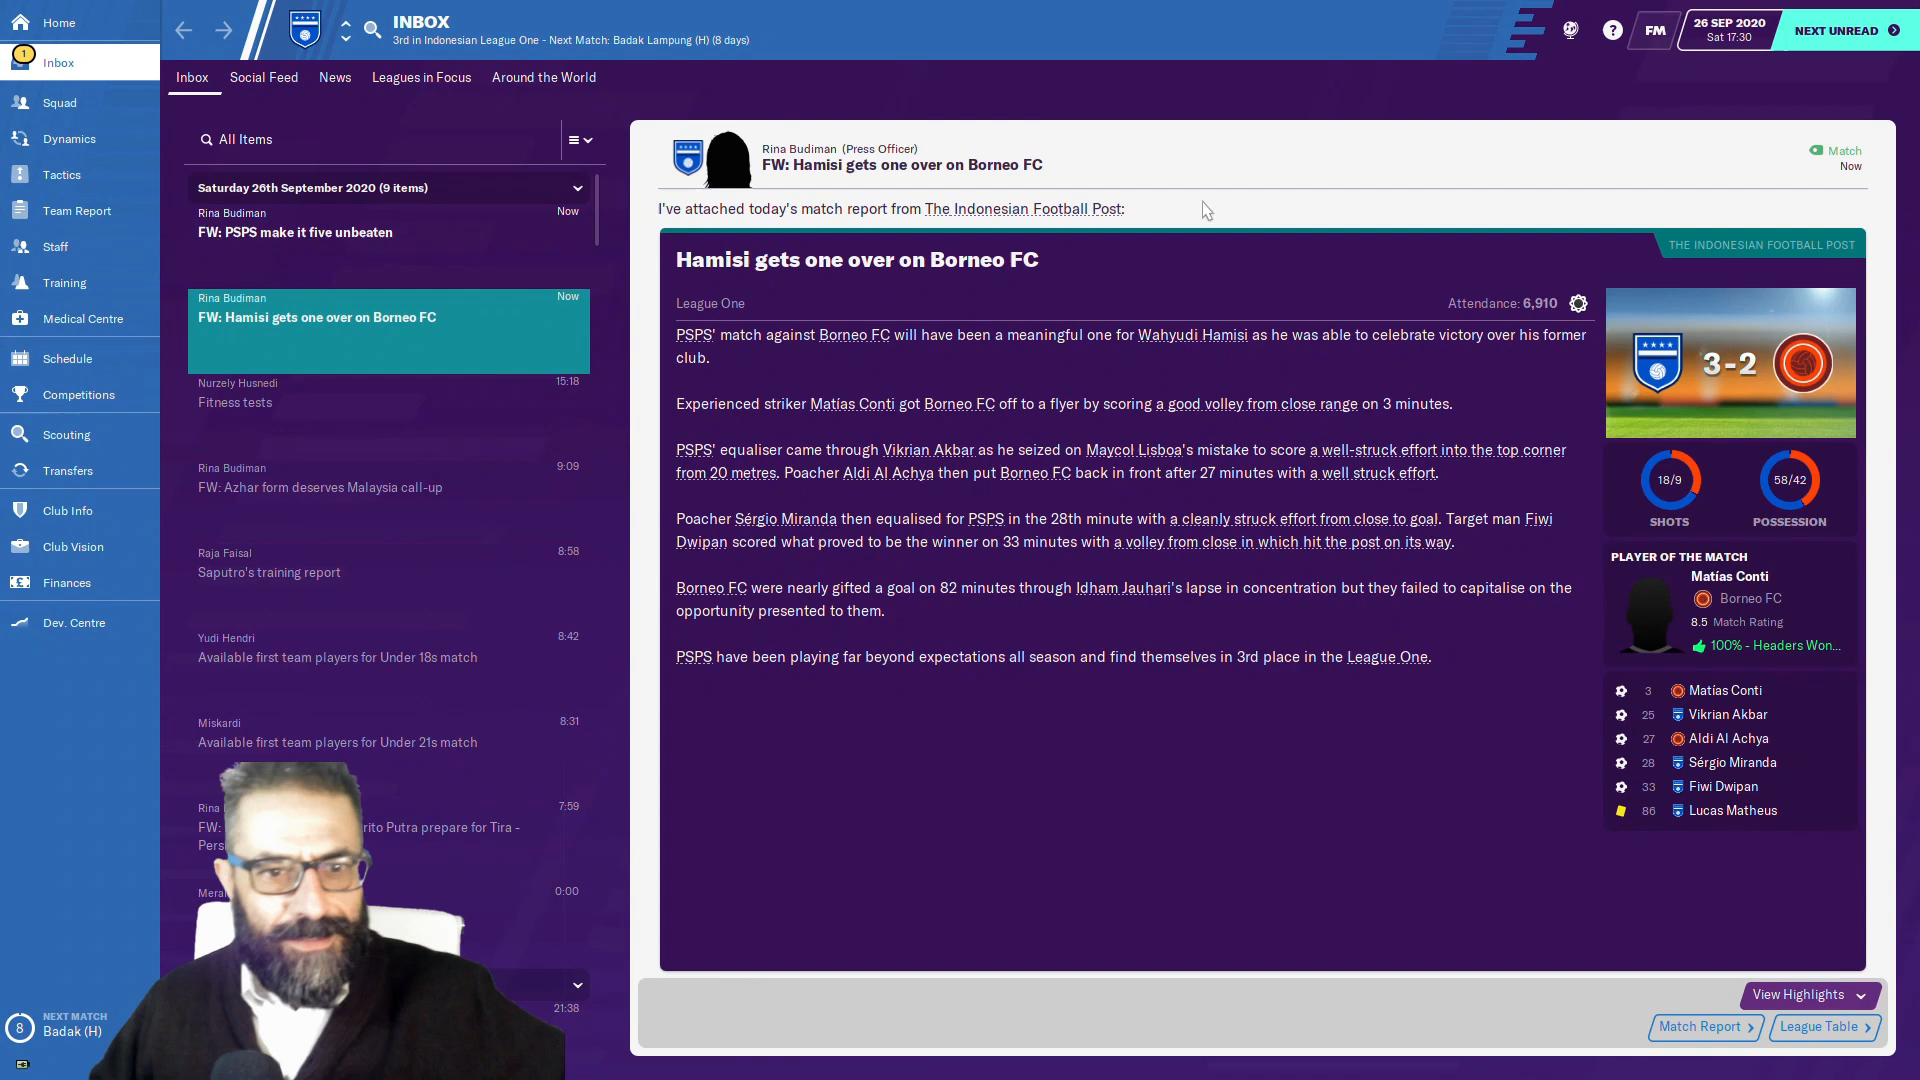 Home
1
Inbox
Squad
Dynamics
Tactics
Team Report
Staff
Training
Medical Centre
Schedule
Competitions
Scouting
Transfers
Club Info
Club Vision
Finances
Dev. Centre
8
NEXT MATCH
Badak (H)
INBOX
3rd in Indonesian League One - Next Match: Badak Lampung (H) (8 days)
?
FM
26 SEP 2020
Sat 17:30
NEXT UNREAD
Inbox
Social Feed
News
Leagues in Focus
Around the World
All Items
Saturday 26th September 2020 (9 items)
Rina Budiman
Now
FW: PSPS make it five unbeaten
Rina Budiman
Now
FW: Hamisi gets one over on Borneo FC
Nurzely Husnedi
15:18
Fitness tests
Rina Budiman
9:09
FW: Azhar form deserves Malaysia call-up
Raja Faisal
8:58
Saputro's training report
Yudi Hendri
8:42
Available first team players for Under 18s match
Miskardi
8:31
Available first team players for Under 21s match
Rina
7:59
FW: rito Putra prepare for Tira -
Pers
Mera
0:00
21:38
Rina Budiman (Press Officer)
FW: Hamisi gets one over on Borneo FC
Match
Now
I've attached today's match report from The Indonesian Football Post:
THE INDONESIAN FOOTBALL POST
Hamisi gets one over on Borneo FC
League One
Attendance: 6,910
PSPS' match against Borneo FC will have been a meaningful one for Wahyudi Hamisi as he was able to celebrate victory over his former
club.
Experienced striker Matías Conti got Borneo FC off to a flyer by scoring a good volley from close range on 3 minutes.
PSPS' equaliser came through Vikrian Akbar as he seized on Maycol Lisboa's mistake to score a well-struck effort into the top corner
from 20 metres. Poacher Aldi Al Achya then put Borneo FC back in front after 27 minutes with a well struck effort.
Poacher Sérgio Miranda then equalised for PSPS in the 28th minute with a cleanly struck effort from close to goal. Target man Fiwi
Dwipan scored what proved to be the winner on 33 minutes with a volley from close in which hit the post on its way.
Borneo FC were nearly gifted a goal on 82 minutes through Idham Jauhari's lapse in concentration but they failed to capitalise on the
opportunity presented to them.
PSPS have been playing far beyond expectations all season and find themselves in 3rd place in the League One.
3-2
18/9
SHOTS
58/42
POSSESSION
PLAYER OF THE MATCH
Matías Conti
Borneo FC
8.5 Match Rating
100% - Headers Won...
3 Matías Conti
25 Vikrian Akbar
27 Aldi Al Achya
28 Sérgio Miranda
33 Fiwi Dwipan
86 Lucas Matheus
View Highlights
Match Report
League Table